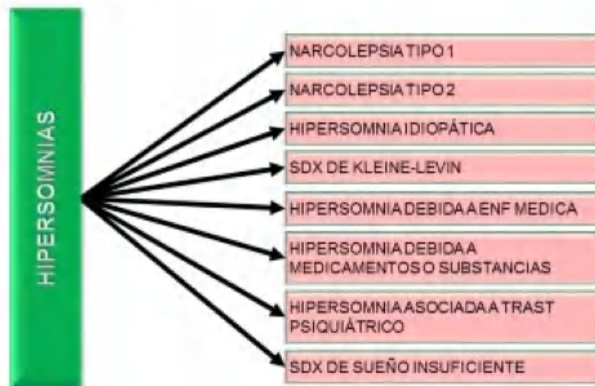 HIPERSOMNIAS
NARCOLEPSIA TIPO 1
NARCOLEPSIA TIPO 2
HIPERSOMNIA IDIOPÁTICA
SDX DE KLEINE-LEVIN
HIPERSOMNIA DEBIDA A ENF MEDICA
HIPERSOMNIA DEBIDA A
MEDICAMENTOS O SUBSTANCIAS
HIPERSOMNIA ASOCIADA A TRAST
PSIQUIÁTRICO
SDX DE SUEÑO INSUFICIENTE